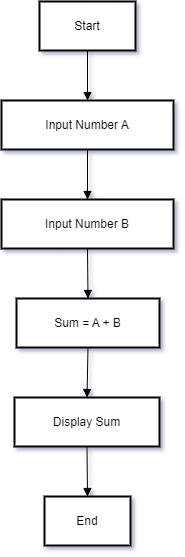 Start
Input Number A
Input Number B
Sum = A + B
Display Sum
End